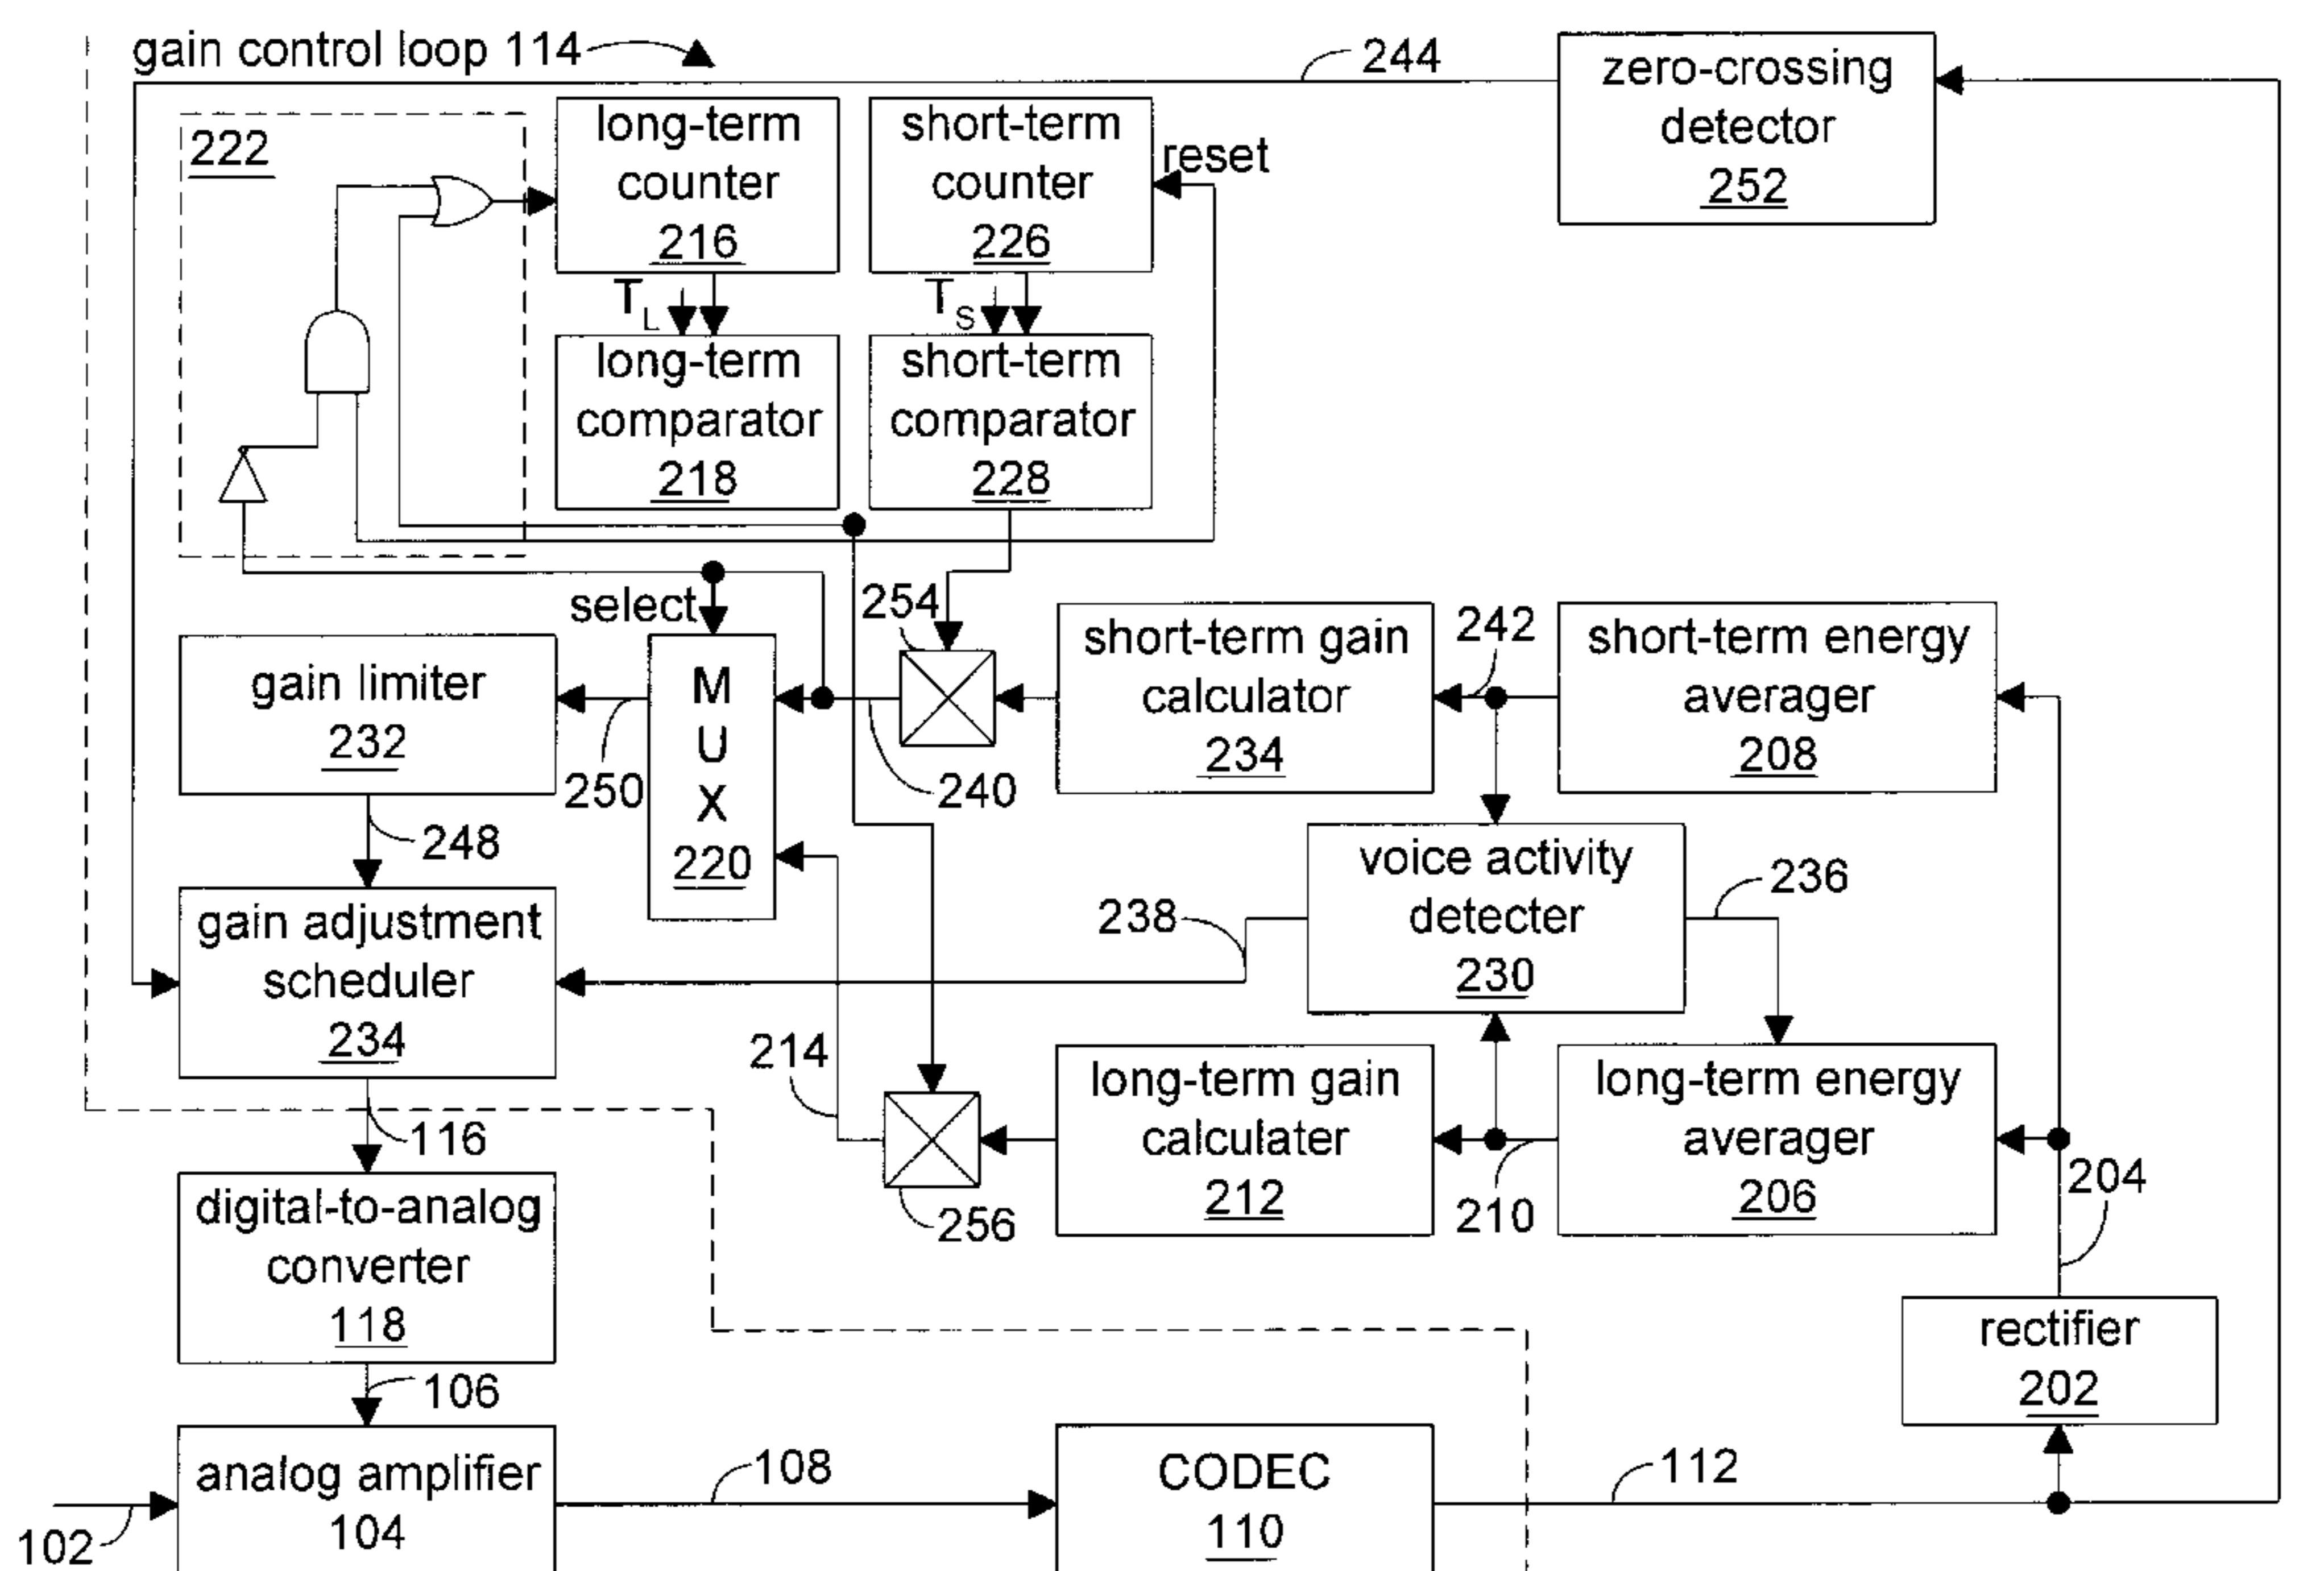 gain control loop 114
244
zero-crossing
detector
252
222
long-term
counter
216
short-term
counter
226
reset
TL
TS
long-term
comparator
218
short-term
comparator
228
select
254
short-term gain
calculator
234
242
short-term energy
averager
208
gain limiter
232
250
M
U
X
220
240
248
voice activity
detecter
230
236
238
gain adjustment
scheduler
234
214
long-term gain
calculater
212
long-term energy
averager
206
116
256
210
204
digital-to-analog
converter
118
rectifier
202
106
analog amplifier
104
108
CODEC
110
112
102